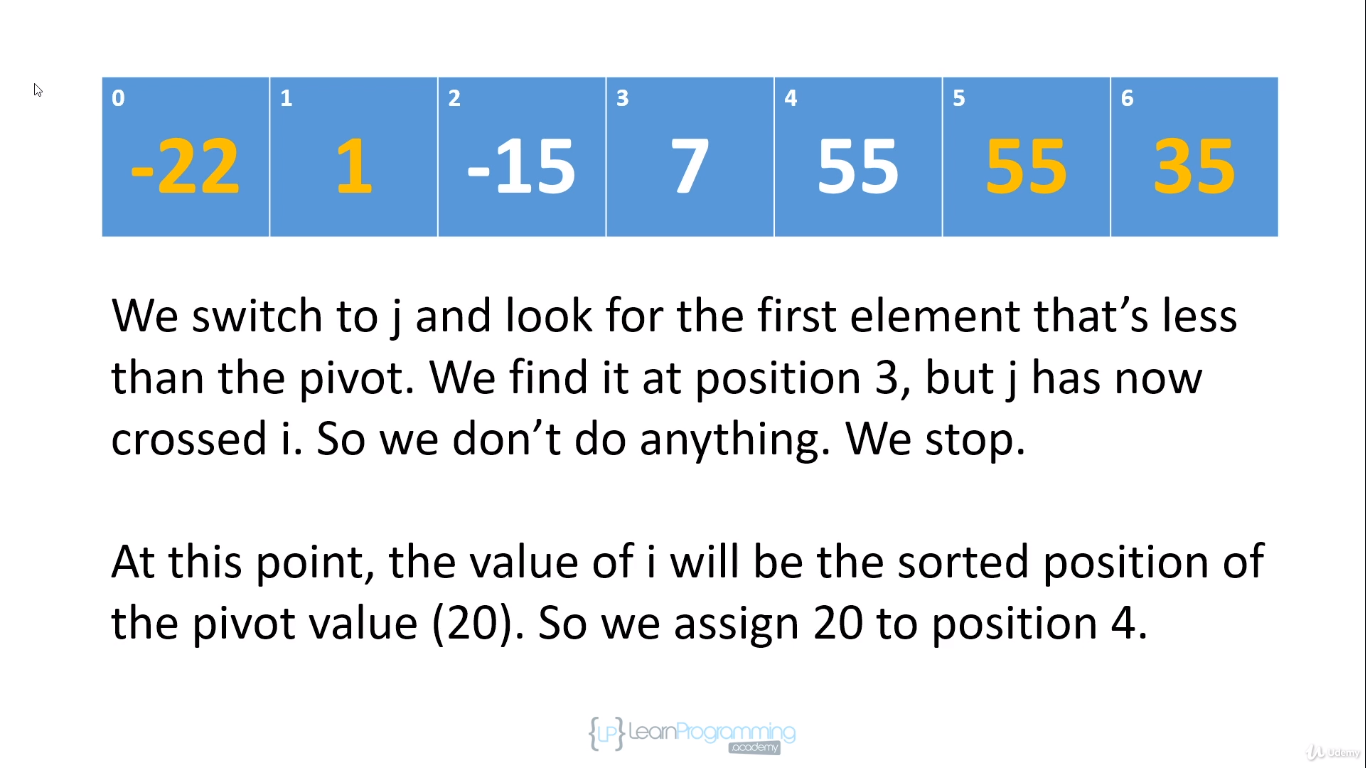 0 1 2 3 4 5 6
-22 1 -15 7 55 55 35
We switch to j and look for the first element that’s less
than the pivot. We find it at position 3, but j has now
crossed i. So we don’t do anything. We stop.
At this point, the value of i will be the sorted position of
the pivot value (20). So we assign 20 to position 4.
{LP} LearnProgramming
.academy
Udemy